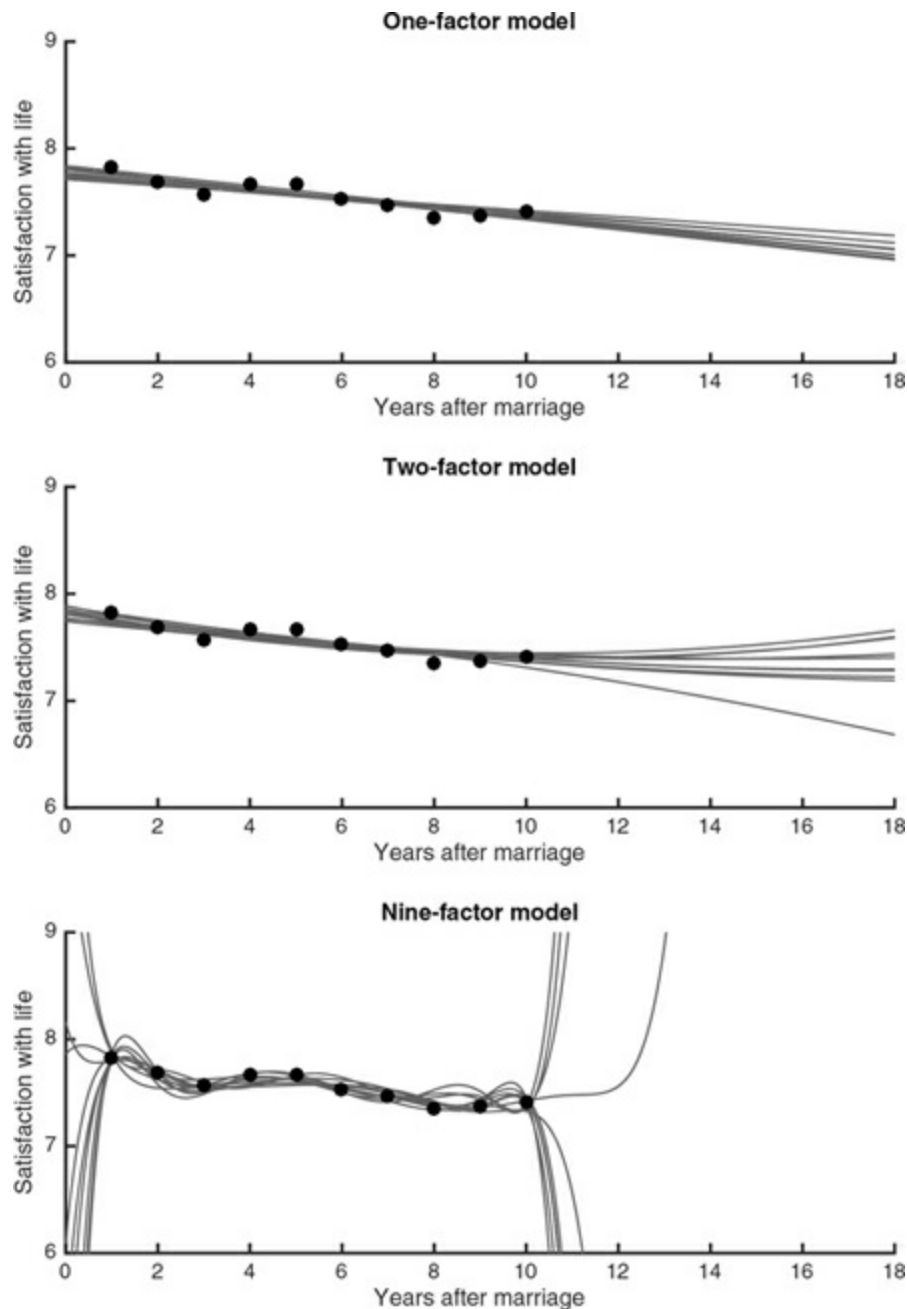 One-factor model
9
8
7
6
Satisfaction with life
0 2 4 6 8 10 12 14 16 18
Years after marriage
Two-factor model
9
8
7
6
Satisfaction with life
0 2 4 6 8 10 12 14 16 18
Years after marriage
Nine-factor model
9
8
7
6
Satisfaction with life
0 2 4 6 8 10 12 14 16 18
Years after marriage